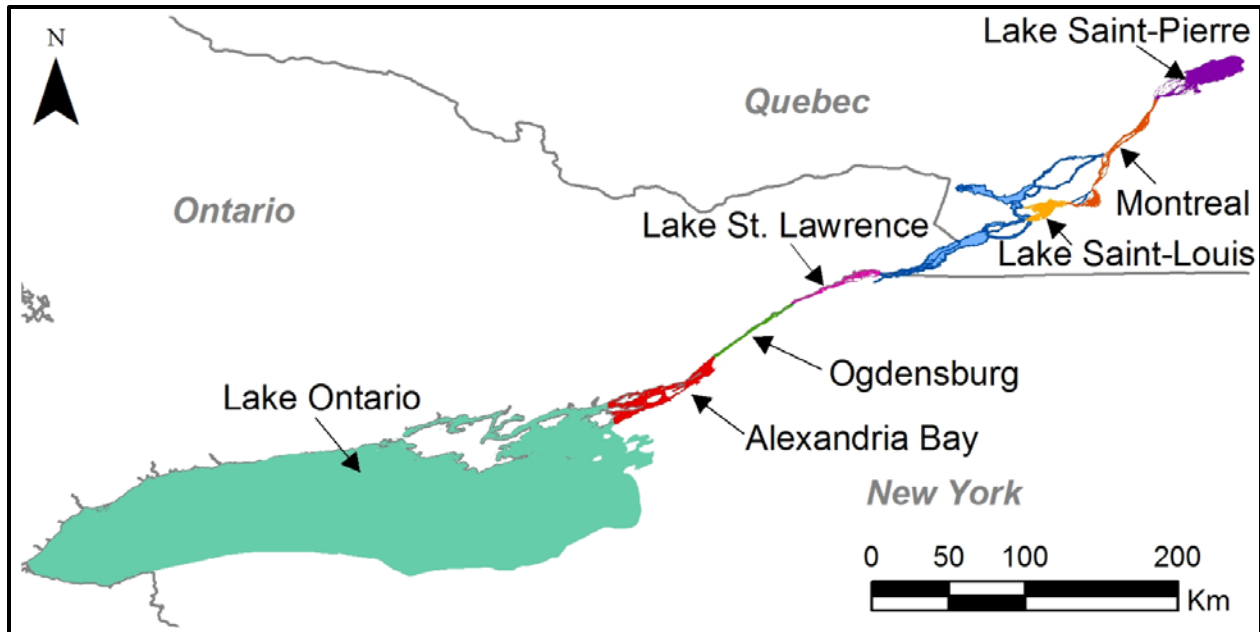 Lake Saint-Pierre
N
Quebec
Montreal
Ontario
Lake St. Lawrence
Lake Saint-Louis
Ogdensburg
Lake Ontario
Alexandria Bay
New York
0 50 100 200
Km